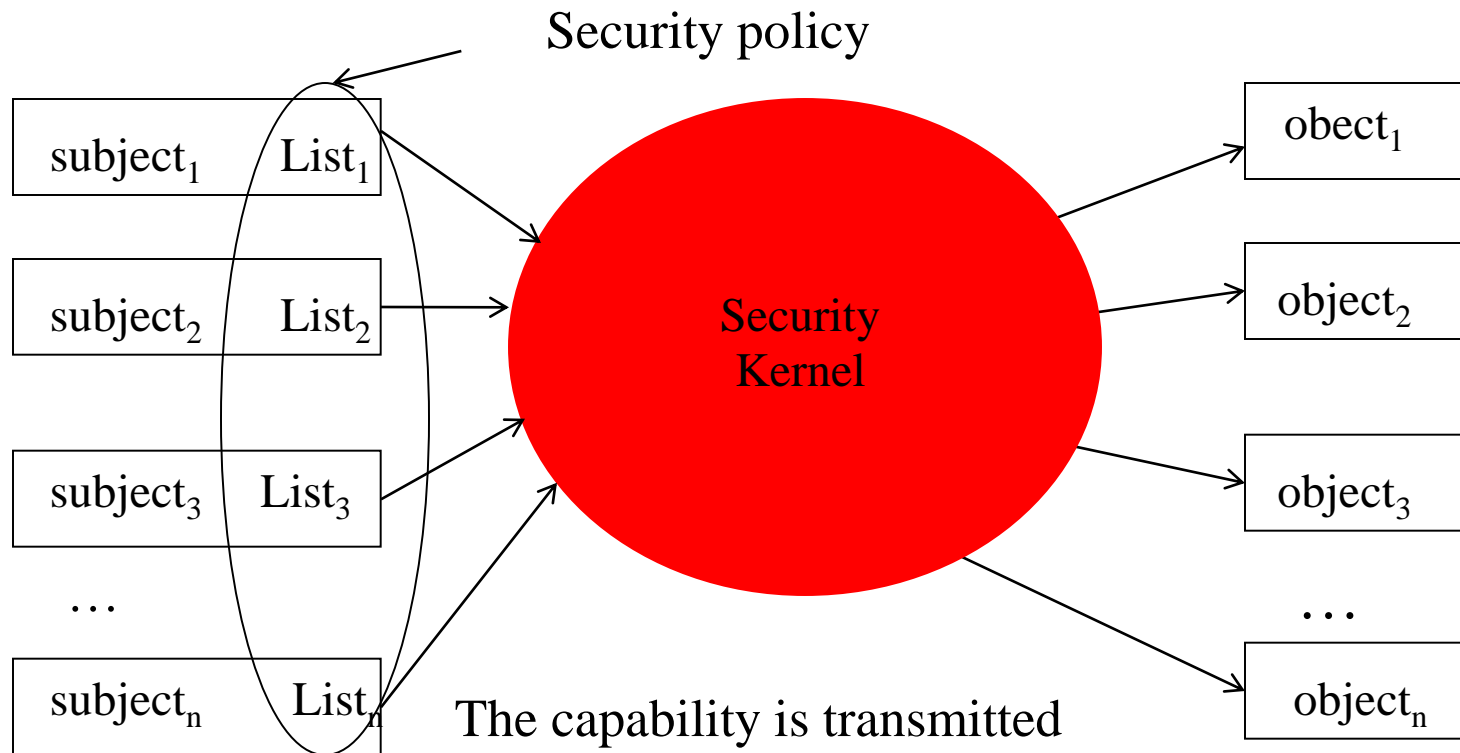 Security policy
subject₁ List₁
obect₁
subject₂ List₂
object₂
Security
Kernel
subject₃ List₃
object₃
...
...
subjectₙ Listₙ
objectₙ
The capability is transmitted